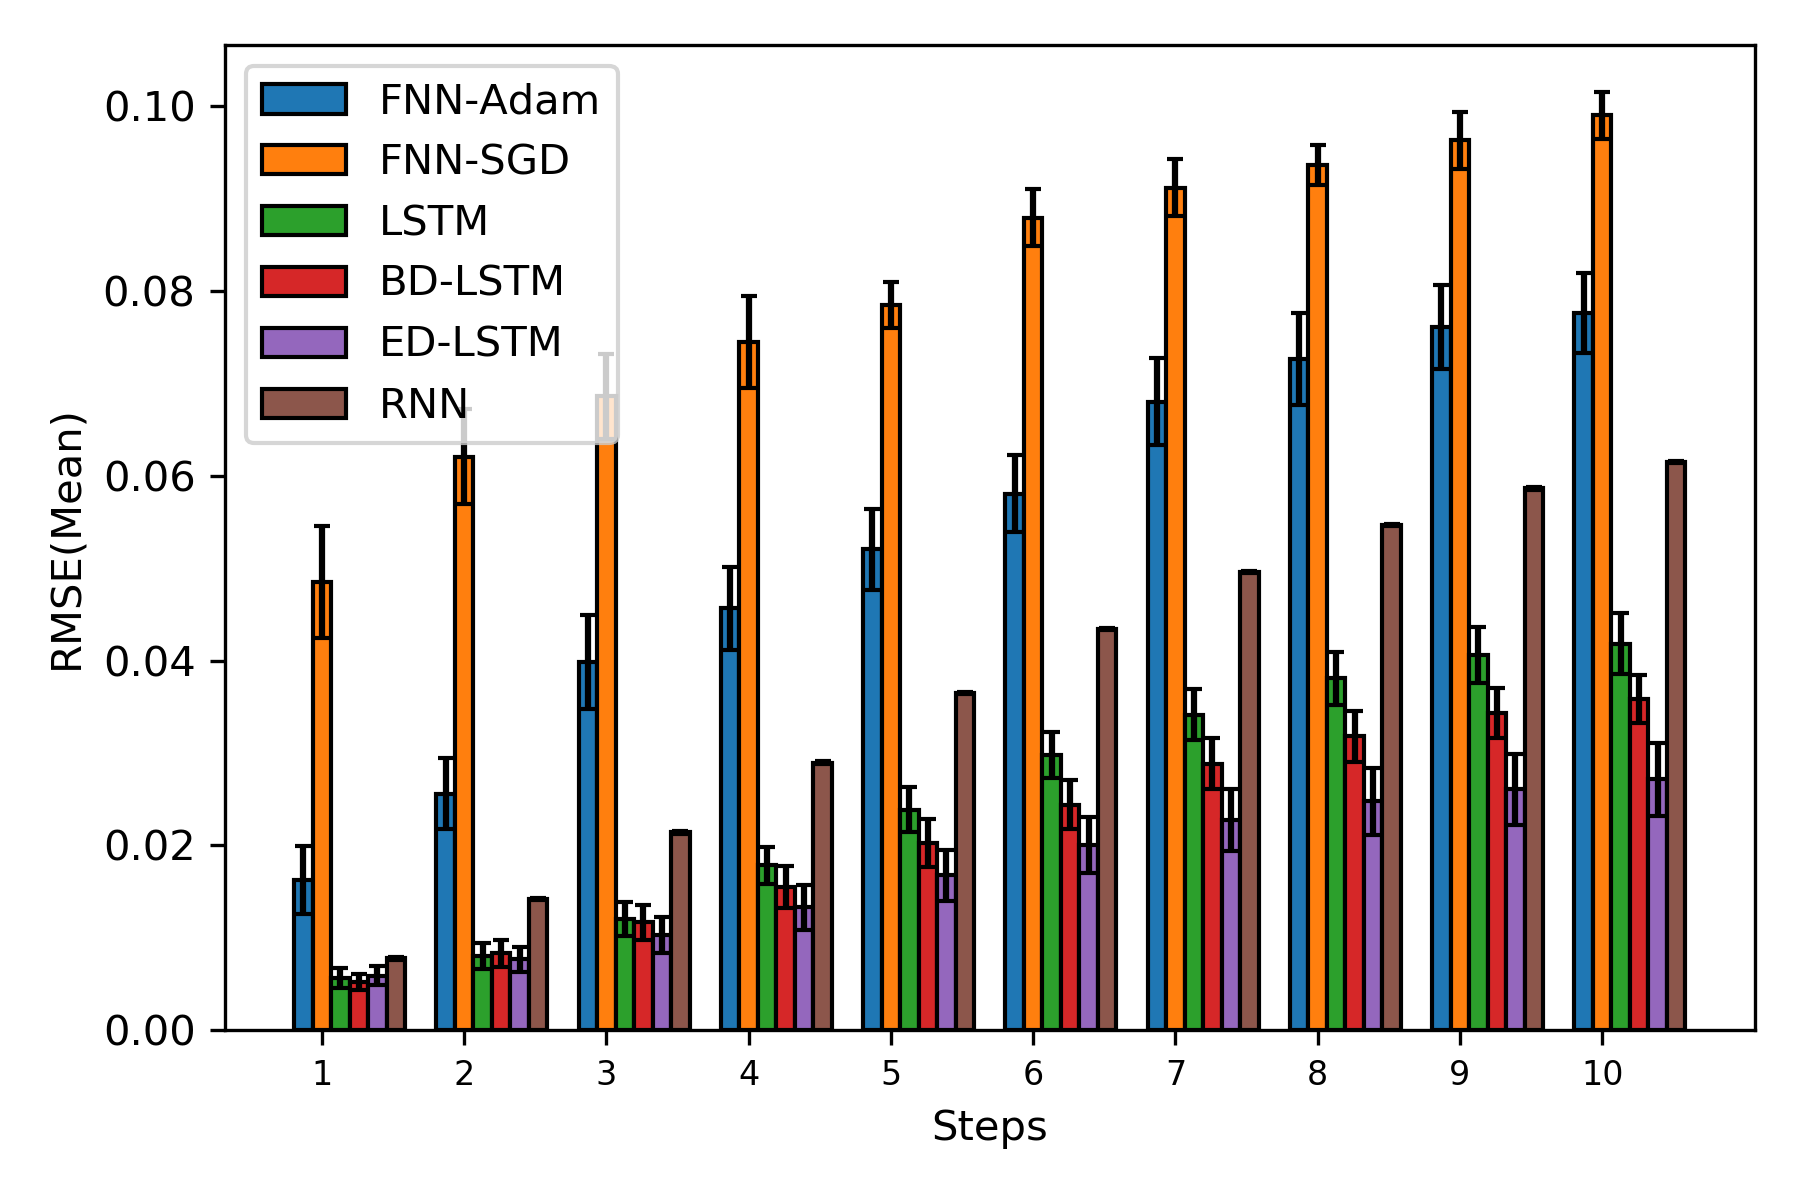 FNN-Adam
FNN-SGD
LSTM
BD-LSTM
ED-LSTM
RNN
RMSE(Mean)
0.10
0.08
0.06
0.04
0.02
0.00
1 2 3 4 5 6 7 8 9 10
Steps